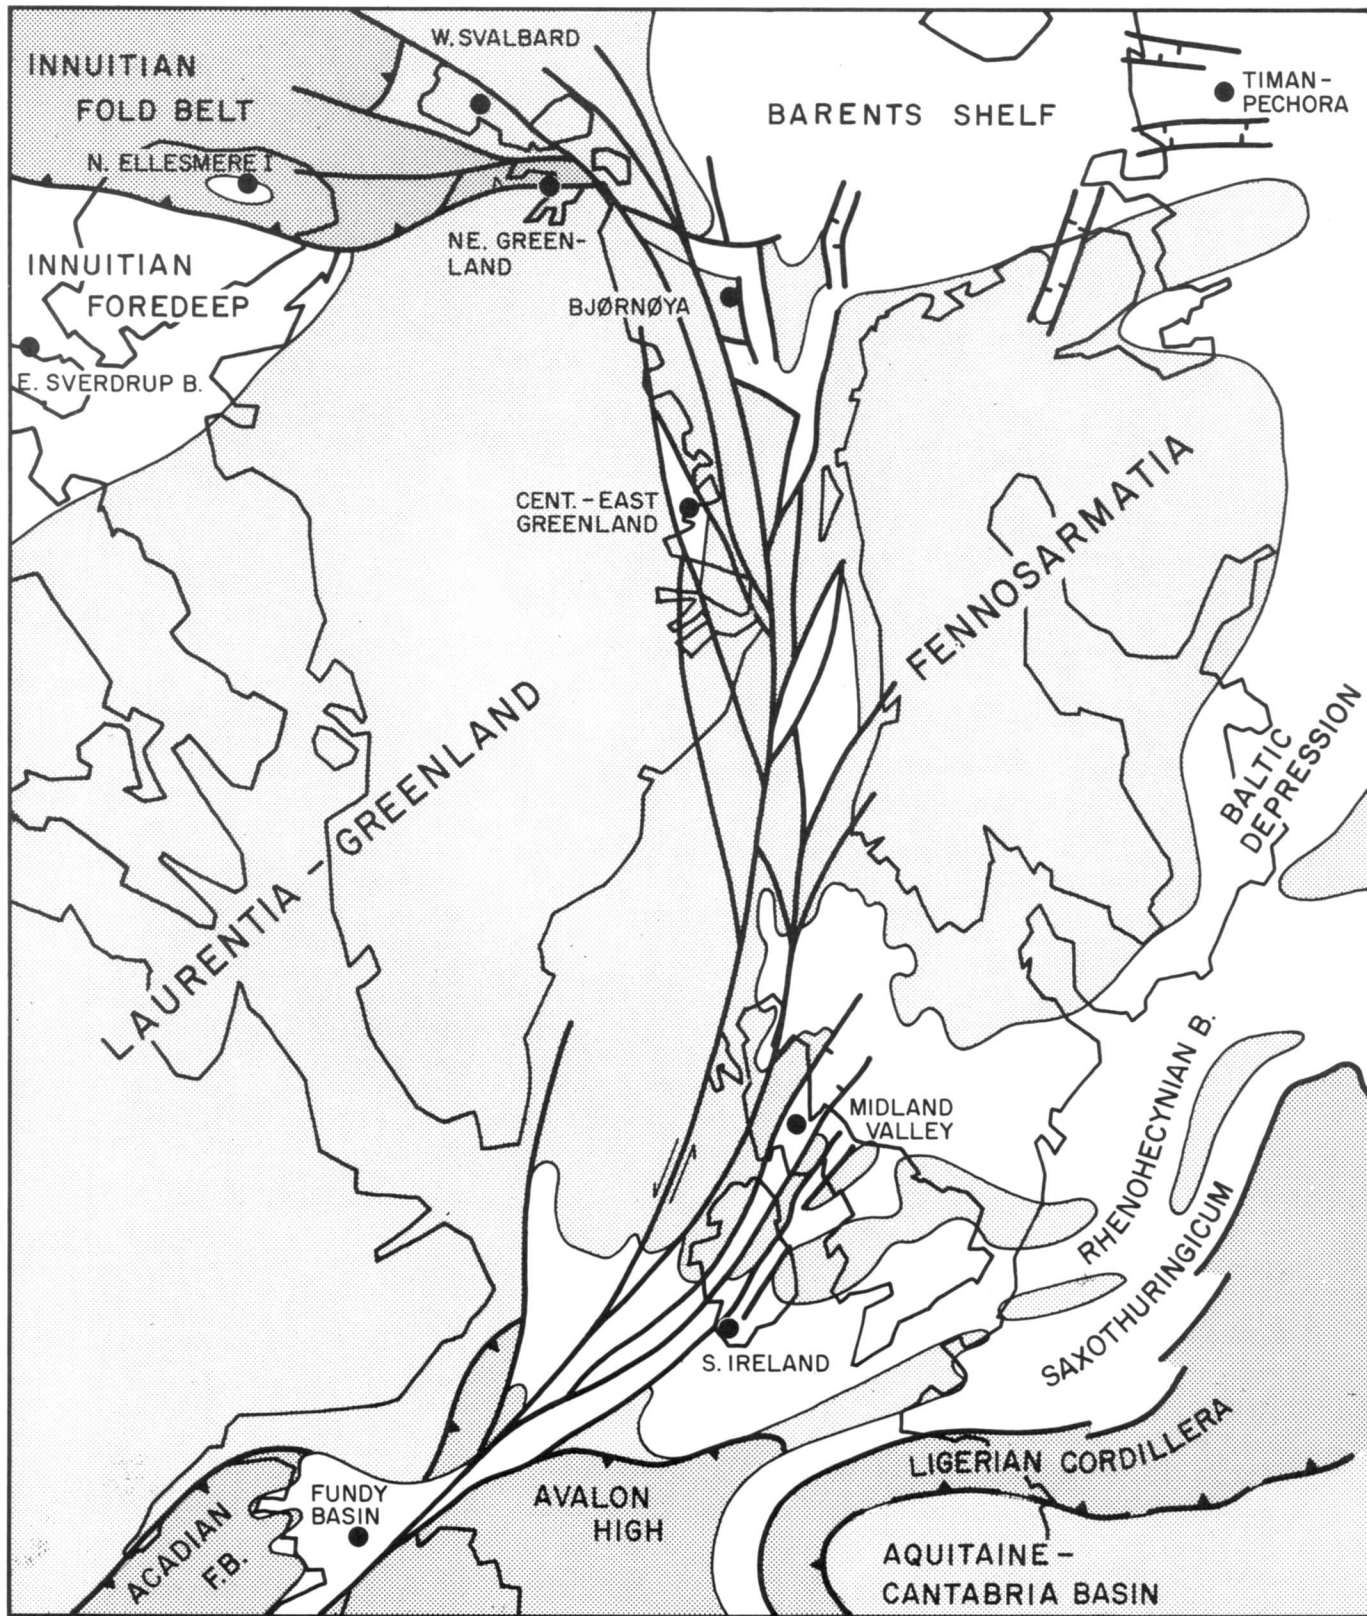 W. SVALBARD
INNUITIAN
FOLD BELT
TIMAN-
PECHORA
BARENTS SHELF
N. ELLESMERE I
NE. GREEN-
LAND
INNUITIAN
FOREDEEP
BJØRNØYA
E. SVERDRUP B.
CENT.-EAST
GREENLAND
FENNOSARMATIA
LAURENTIA - GREENLAND
BALTIC
DEPRESSION
MIDLAND
VALLEY
RHENOHECYNIAN B.
SAXOTHURINGICUM
S. IRELAND
LIGERIAN CORDILLERA
FUNDY
BASIN
AVALON
HIGH
ACADIAN
F.B.
AQUITAINE-
CANTABRIA BASIN